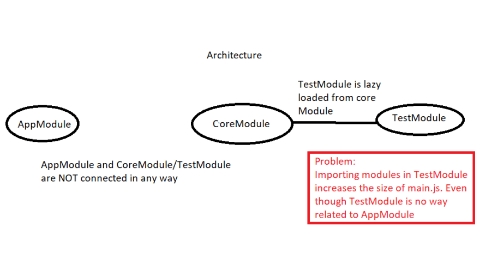 Architecture
TestModule is lazy
loaded from core
Module
AppModule
CoreModule
TestModule
AppModule and CoreModule/TestModule
are NOT connected in any way
Problem:
Importing modules in TestModule
increases the size of main.js. Even
though TestModule is no way
related to AppModule